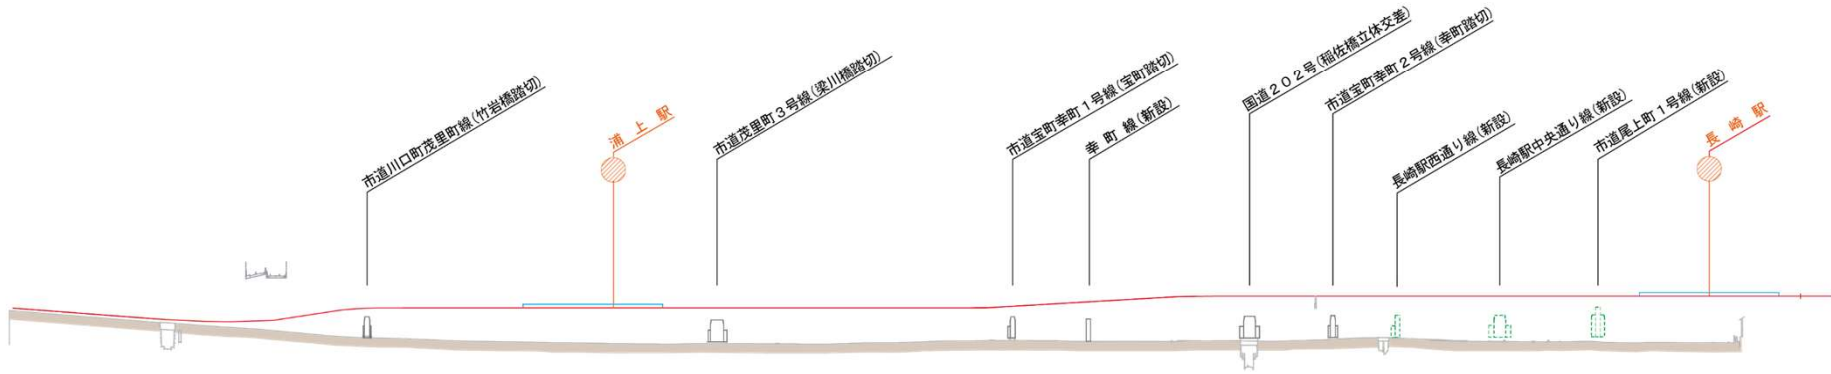 市道川口町茂里町線(竹岩橋踏切)
浦上駅
市道茂里町３号線(梁川橋踏切)
市道宝町幸町１号線(宝町踏切)
幸町線(新設)
国道２０２号(稲佐橋立体交差)
市道宝町幸町２号線(幸町踏切)
長崎駅西通り線(新設)
長崎駅中央通り線(新設)
市道尾上町１号線(新設)
長崎駅